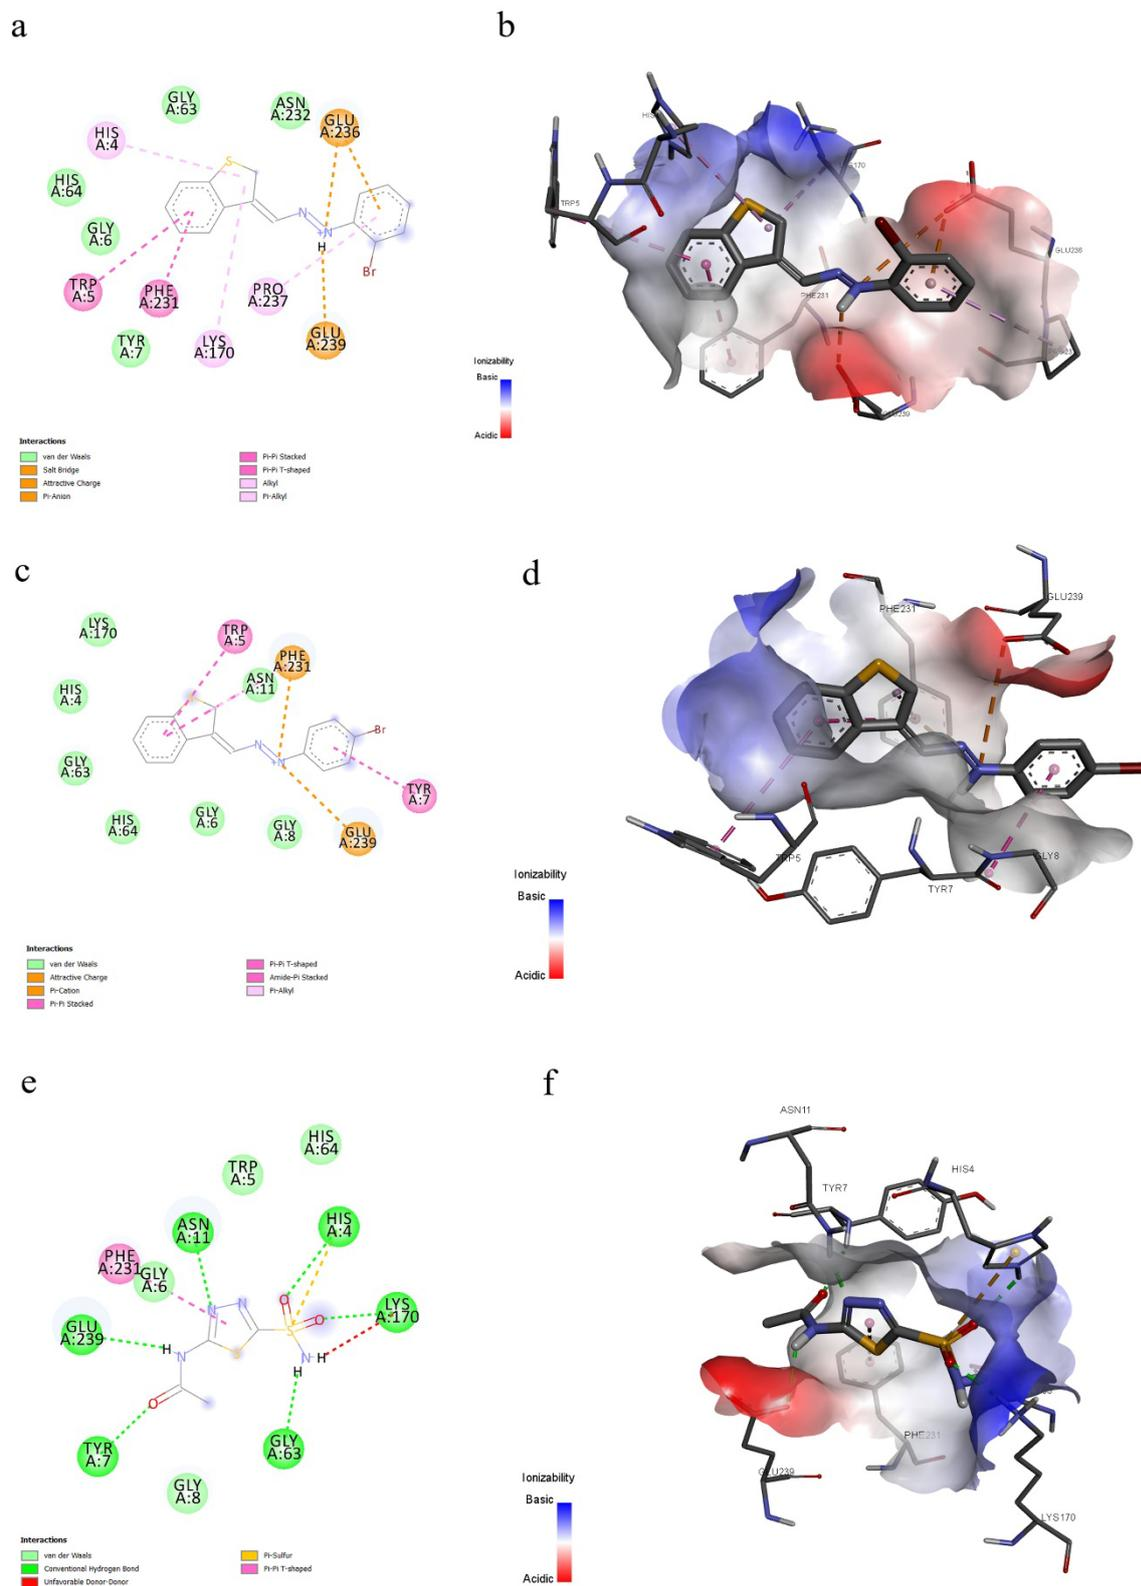 a
GLY
A:63
ASN
A:232
GLU
A:236
HIS
A:4
S
HIS
A:64
GLY
A:6
N
N
N
+
H
Br
TRP
A:5
PHE
A:231
PRO
A:237
TYR
A:7
LYS
A:170
GLU
A:239
Interactions
van der Waals
Salt Bridge
Attractive Charge
Pi-Anion
Pi-Pi Stacked
Pi-Pi T-shaped
Alkyl
Pi-Alkyl
b
TRP5
PHE231
GLU236
Ionizability
Basic
Acidic
c
LYS
A:170
TRP
A:5
PHE
A:231
ASN
A:11
HIS
A:4
S
N
N
N
+
Br
GLY
A:63
TYR
A:7
HIS
A:64
GLY
A:6
GLY
A:8
GLU
A:239
Interactions
van der Waals
Attractive Charge
Pi-Cation
Pi-Pi Stacked
Pi-Pi T-shaped
Amide-Pi Stacked
Pi-Alkyl
d
PHE231
GLU239
TRP5
TYR7
GLY8
Ionizability
Basic
Acidic
e
HIS
A:64
TRP
A:5
ASN
A:11
HIS
A:4
PHE
A:231
GLY
A:6
LYS
A:170
GLU
A:239
N
N
O
S
O
S
H
N
N
H
H
O
TYR
A:7
GLY
A:63
GLY
A:8
Interactions
van der Waals
Conventional Hydrogen Bond
Unfavorable Donor-Donor
Pi-Sulfur
Pi-Pi T-shaped
f
ASN11
TYR7
HIS4
PHE231
GLU239
LYS170
Ionizability
Basic
Acidic